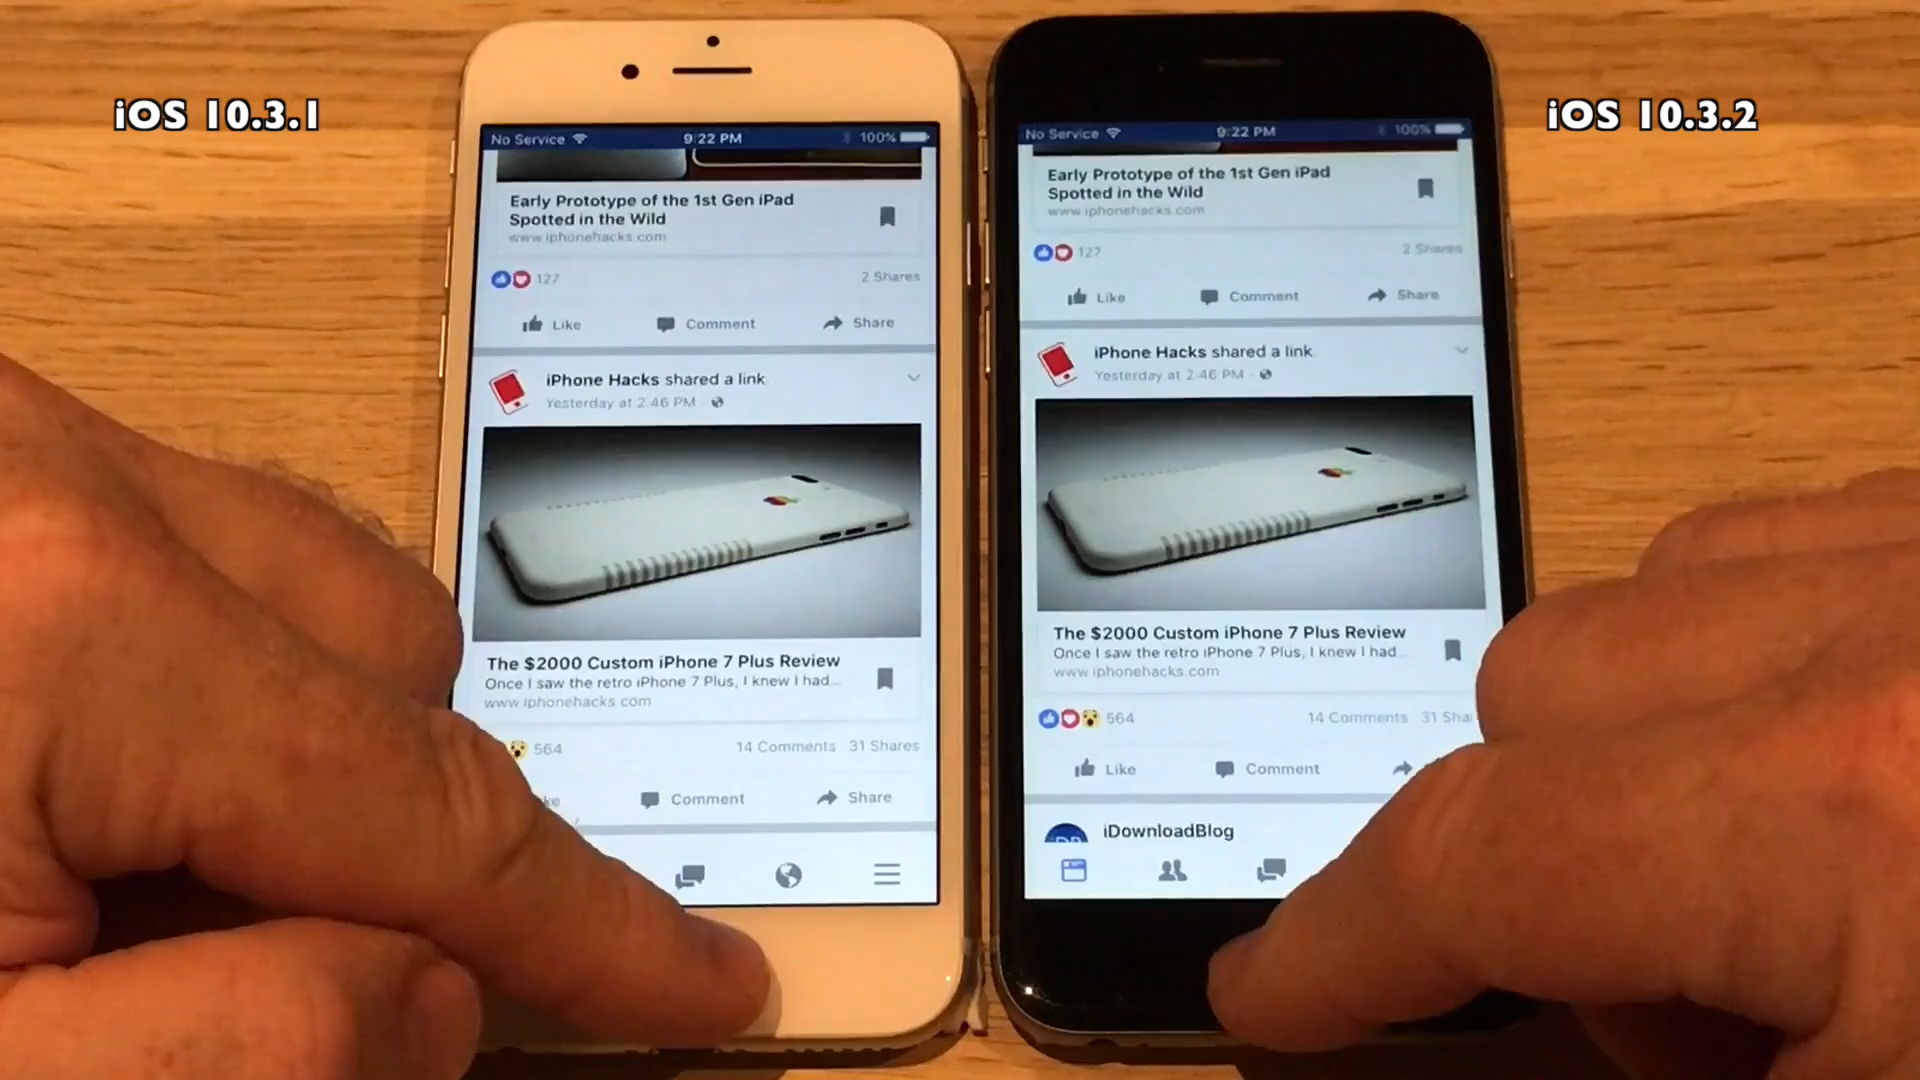 iOS 10.3.1
No Service
9:22 PM
100%
Early Prototype of the 1st Gen iPad
Spotted in the Wild
www.iphonehacks.com
127
2 Shares
Like
Comment
Share
iPhone Hacks shared a link.
Yesterday at 2:46 PM
The $2000 Custom iPhone 7 Plus Review
Once I saw the retro iPhone 7 Plus, I knew I had...
www.iphonehacks.com
564
14 Comments
31 Shares
ke
Comment
Share
iOS 10.3.2
No Service
9:22 PM
100%
Early Prototype of the 1st Gen iPad
Spotted in the Wild
www.iphonehacks.com
127
2 Shares
Like
Comment
Share
iPhone Hacks shared a link.
Yesterday at 2:46 PM
The $2000 Custom iPhone 7 Plus Review
Once I saw the retro iPhone 7 Plus, I knew I had...
www.iphonehacks.com
564
14 Comments
31 Shar
Like
Comment
iDownloadBlog